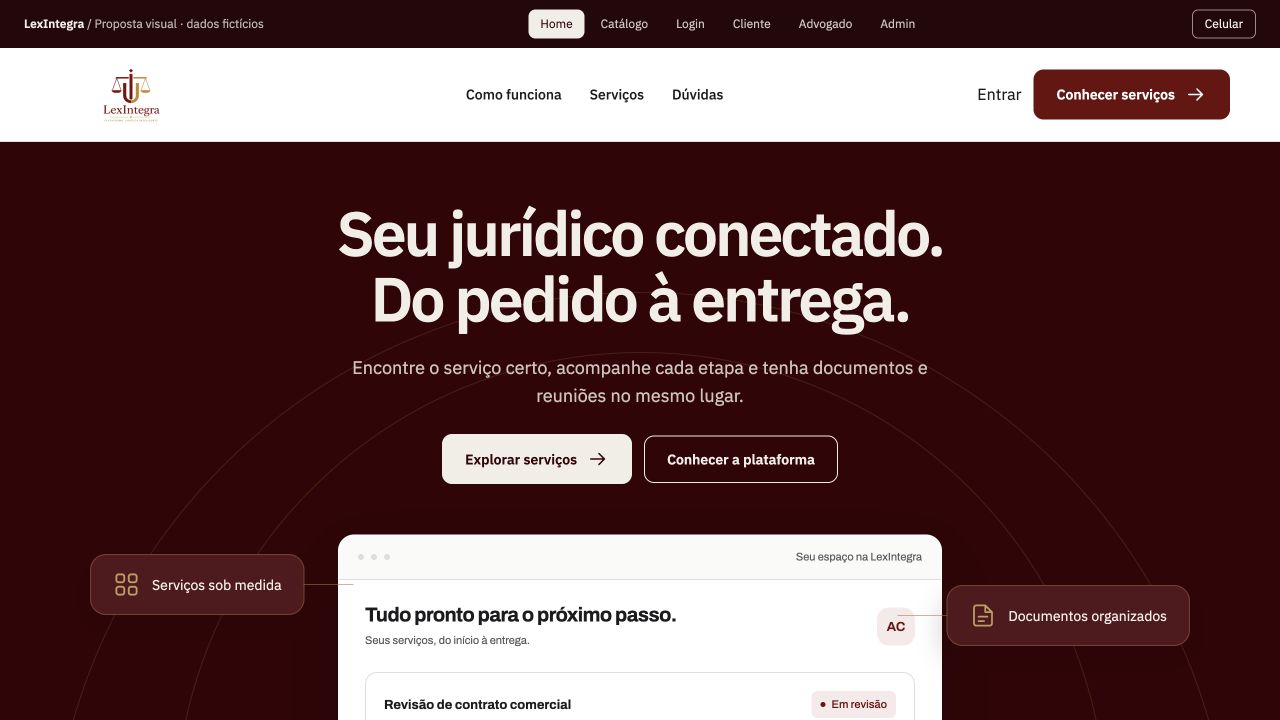 LexIntegra / Proposta visual · dados fictícios
Home
Catálogo
Login
Cliente
Advogado
Admin
Celular
LexIntegra
Como funciona
Serviços
Dúvidas
Entrar
Conhecer serviços
Seu jurídico conectado.
Do pedido à entrega.
Encontre o serviço certo, acompanhe cada etapa e tenha documentos e
reuniões no mesmo lugar.
Explorar serviços
Conhecer a plataforma
Seu espaço na LexIntegra
Serviços sob medida
Tudo pronto para o próximo passo.
Seus serviços, do início à entrega.
AC
Documentos organizados
Revisão de contrato comercial
Em revisão